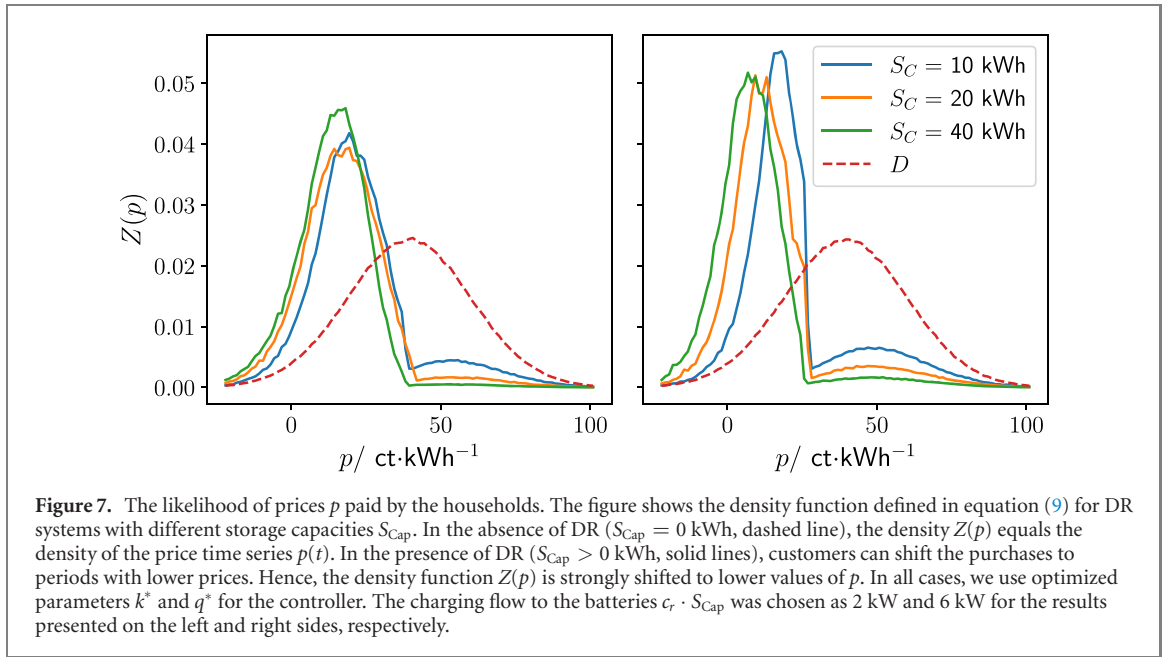 0.05
0.04
0.03
0.02
0.01
0.00
Z(p)
0 50 100
p/ ct·kWh⁻¹
S_C = 10 kWh
S_C = 20 kWh
S_C = 40 kWh
D
0 50 100
p/ ct·kWh⁻¹
Figure 7. The likelihood of prices p paid by the households. The figure shows the density function defined in equation (9) for DR
systems with different storage capacities S_Cap. In the absence of DR (S_Cap = 0 kWh, dashed line), the density Z(p) equals the
density of the price time series p(t). In the presence of DR (S_Cap > 0 kWh, solid lines), customers can shift the purchases to
periods with lower prices. Hence, the density function Z(p) is strongly shifted to lower values of p. In all cases, we use optimized
parameters k* and q* for the controller. The charging flow to the batteries c_r · S_Cap was chosen as 2 kW and 6 kW for the results
presented on the left and right sides, respectively.